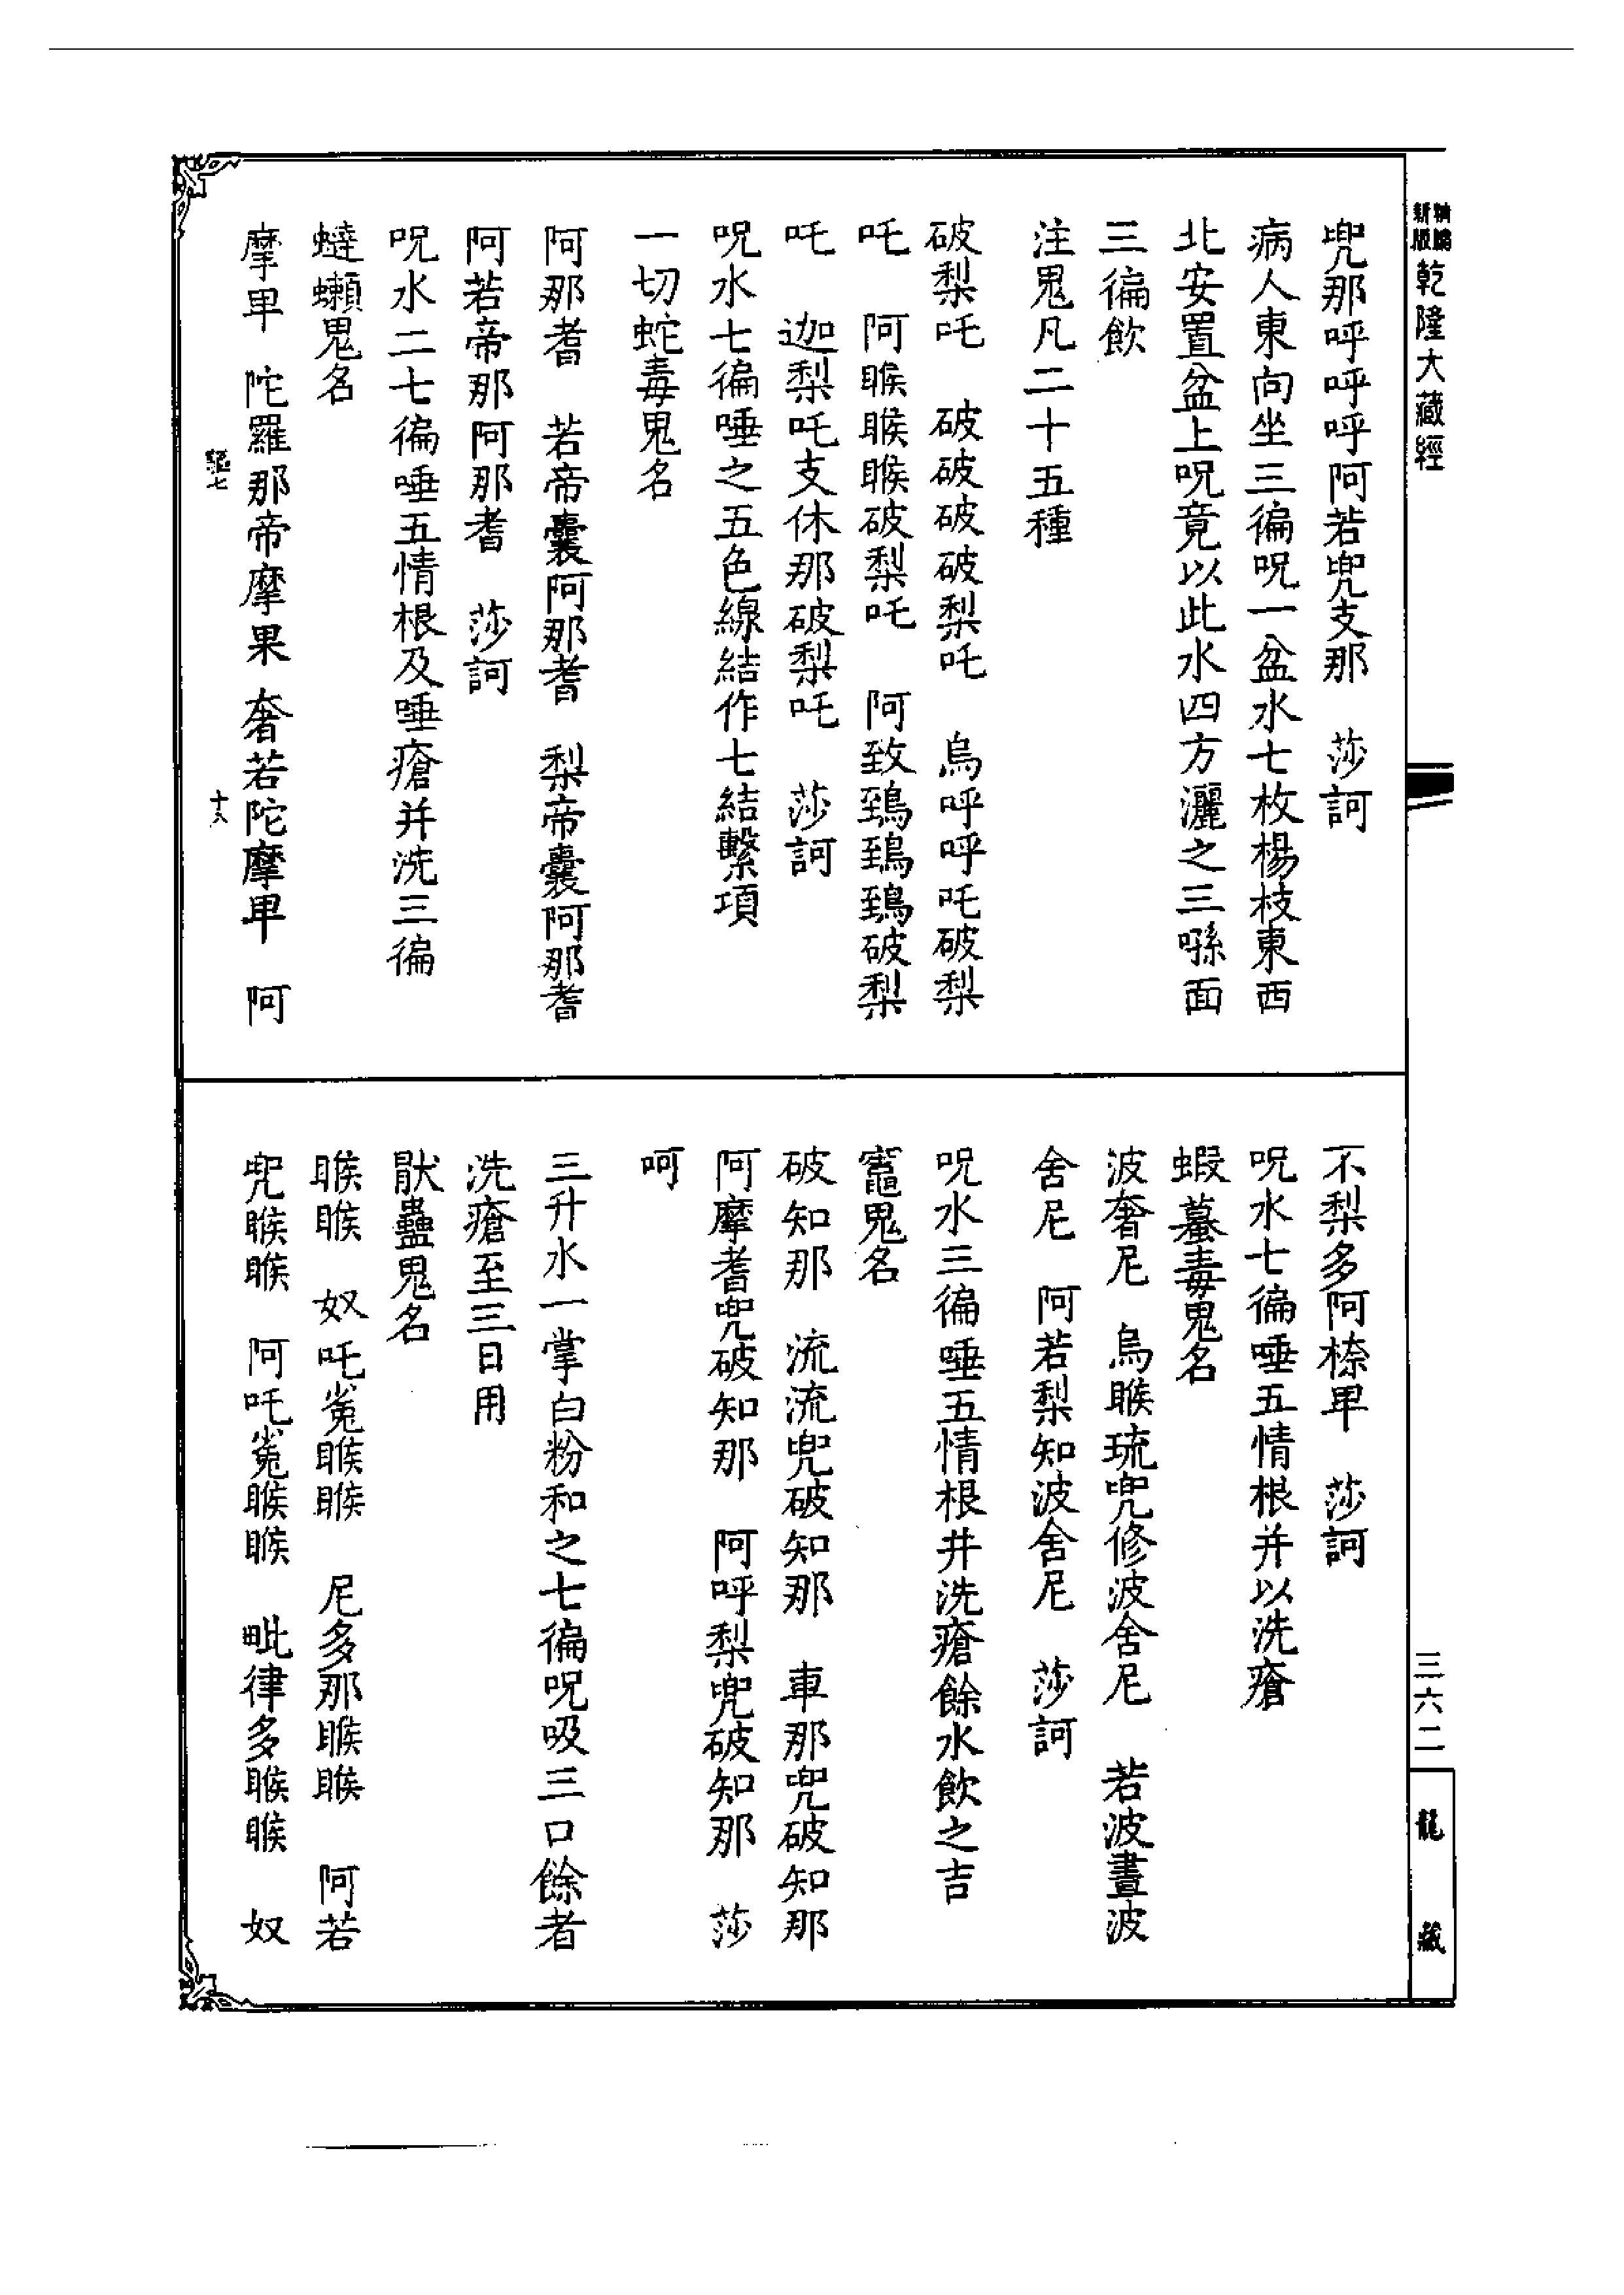 精縮新版
乾隆大藏經
三六二
龍藏
兜那呼呼呼阿若兜支那　莎訶
病人東向坐三徧呪一盆水七枚楊枝東西
北安置盆上呪竟以此水四方灑之三㗛面
三徧飲
注鬼凡二十五種
破梨吒　破破破破梨吒　烏呼呼吒破梨
吒　阿睺睺睺破梨吒　阿致鵄鵄鵄破梨
吒　迦梨吒支休那破梨吒　莎訶
呪水七徧唾之五色線結作七結繫項
一切蛇毒鬼名
阿那耆　若帝囊阿那耆　梨帝囊阿那耆
阿若帝那阿那耆　莎訶
呪水二七徧唾五情根及唾瘡并洗三徧
蟽蠏鬼名
摩卑　陀羅那帝摩果　奢若陀摩卑　阿
驅七
十六
不梨多阿㮈卑　莎訶
呪水七徧唾五情根并以洗瘡
蝦蟇毒鬼名
波奢尼　烏睺琉兜修波舍尼　若波晝波
舍尼　阿若梨知波舍尼　莎訶
呪水三徧唾五情根并洗瘡餘水飲之吉
竈鬼名
破知那　流流兜破知那　車那兜破知那
阿摩耆兜破知那　阿呼梨兜破知那　莎
呵
三升水一掌白粉和之七徧呪吸三口餘者
洗瘡至三日用
猒蠱鬼名
睺睺　奴吒寃睺睺　尼多那睺睺　阿若
兜睺睺　阿吒寃睺睺　毗律多睺睺　奴